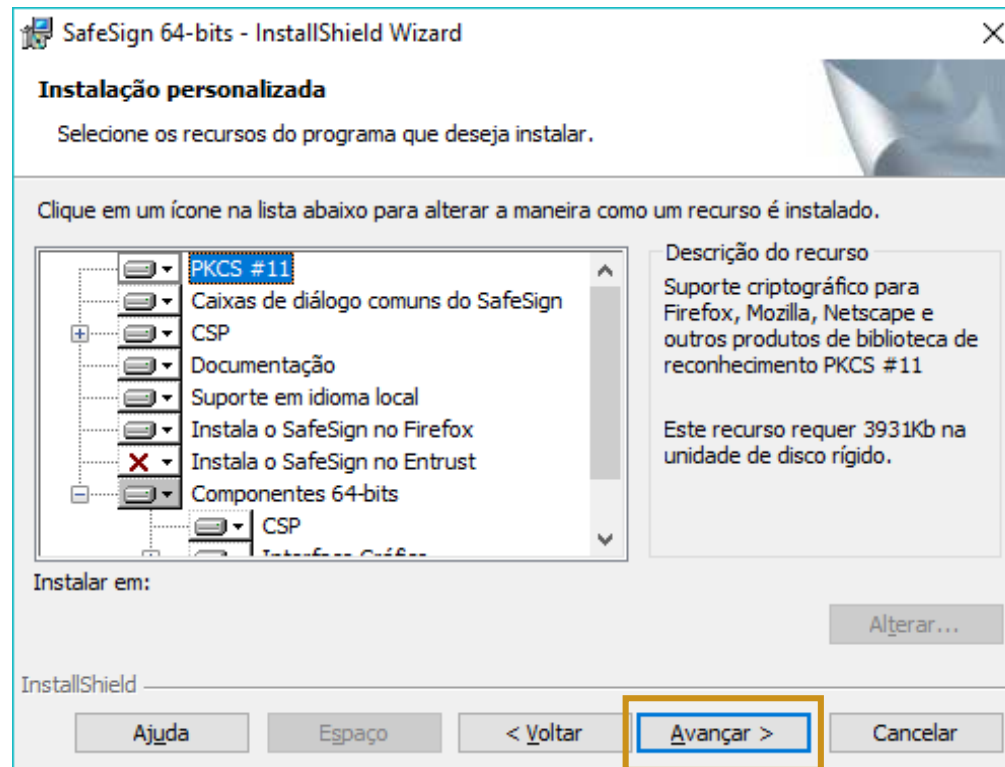 SafeSign 64-bits - InstallShield Wizard
Instalação personalizada
Selecione os recursos do programa que deseja instalar.
Clique em um ícone na lista abaixo para alterar a maneira como um recurso é instalado.
PKCS #11
Caixas de diálogo comuns do SafeSign
CSP
Documentação
Suporte em idioma local
Instala o SafeSign no Firefox
Instala o SafeSign no Entrust
Componentes 64-bits
CSP
Interface Gráfica
Descrição do recurso
Suporte criptográfico para
Firefox, Mozilla, Netscape e
outros produtos de biblioteca de
reconhecimento PKCS #11
Este recurso requer 3931Kb na
unidade de disco rígido.
Instalar em:
Alterar...
InstallShield
Ajuda
Espaço
< Voltar
Avançar >
Cancelar